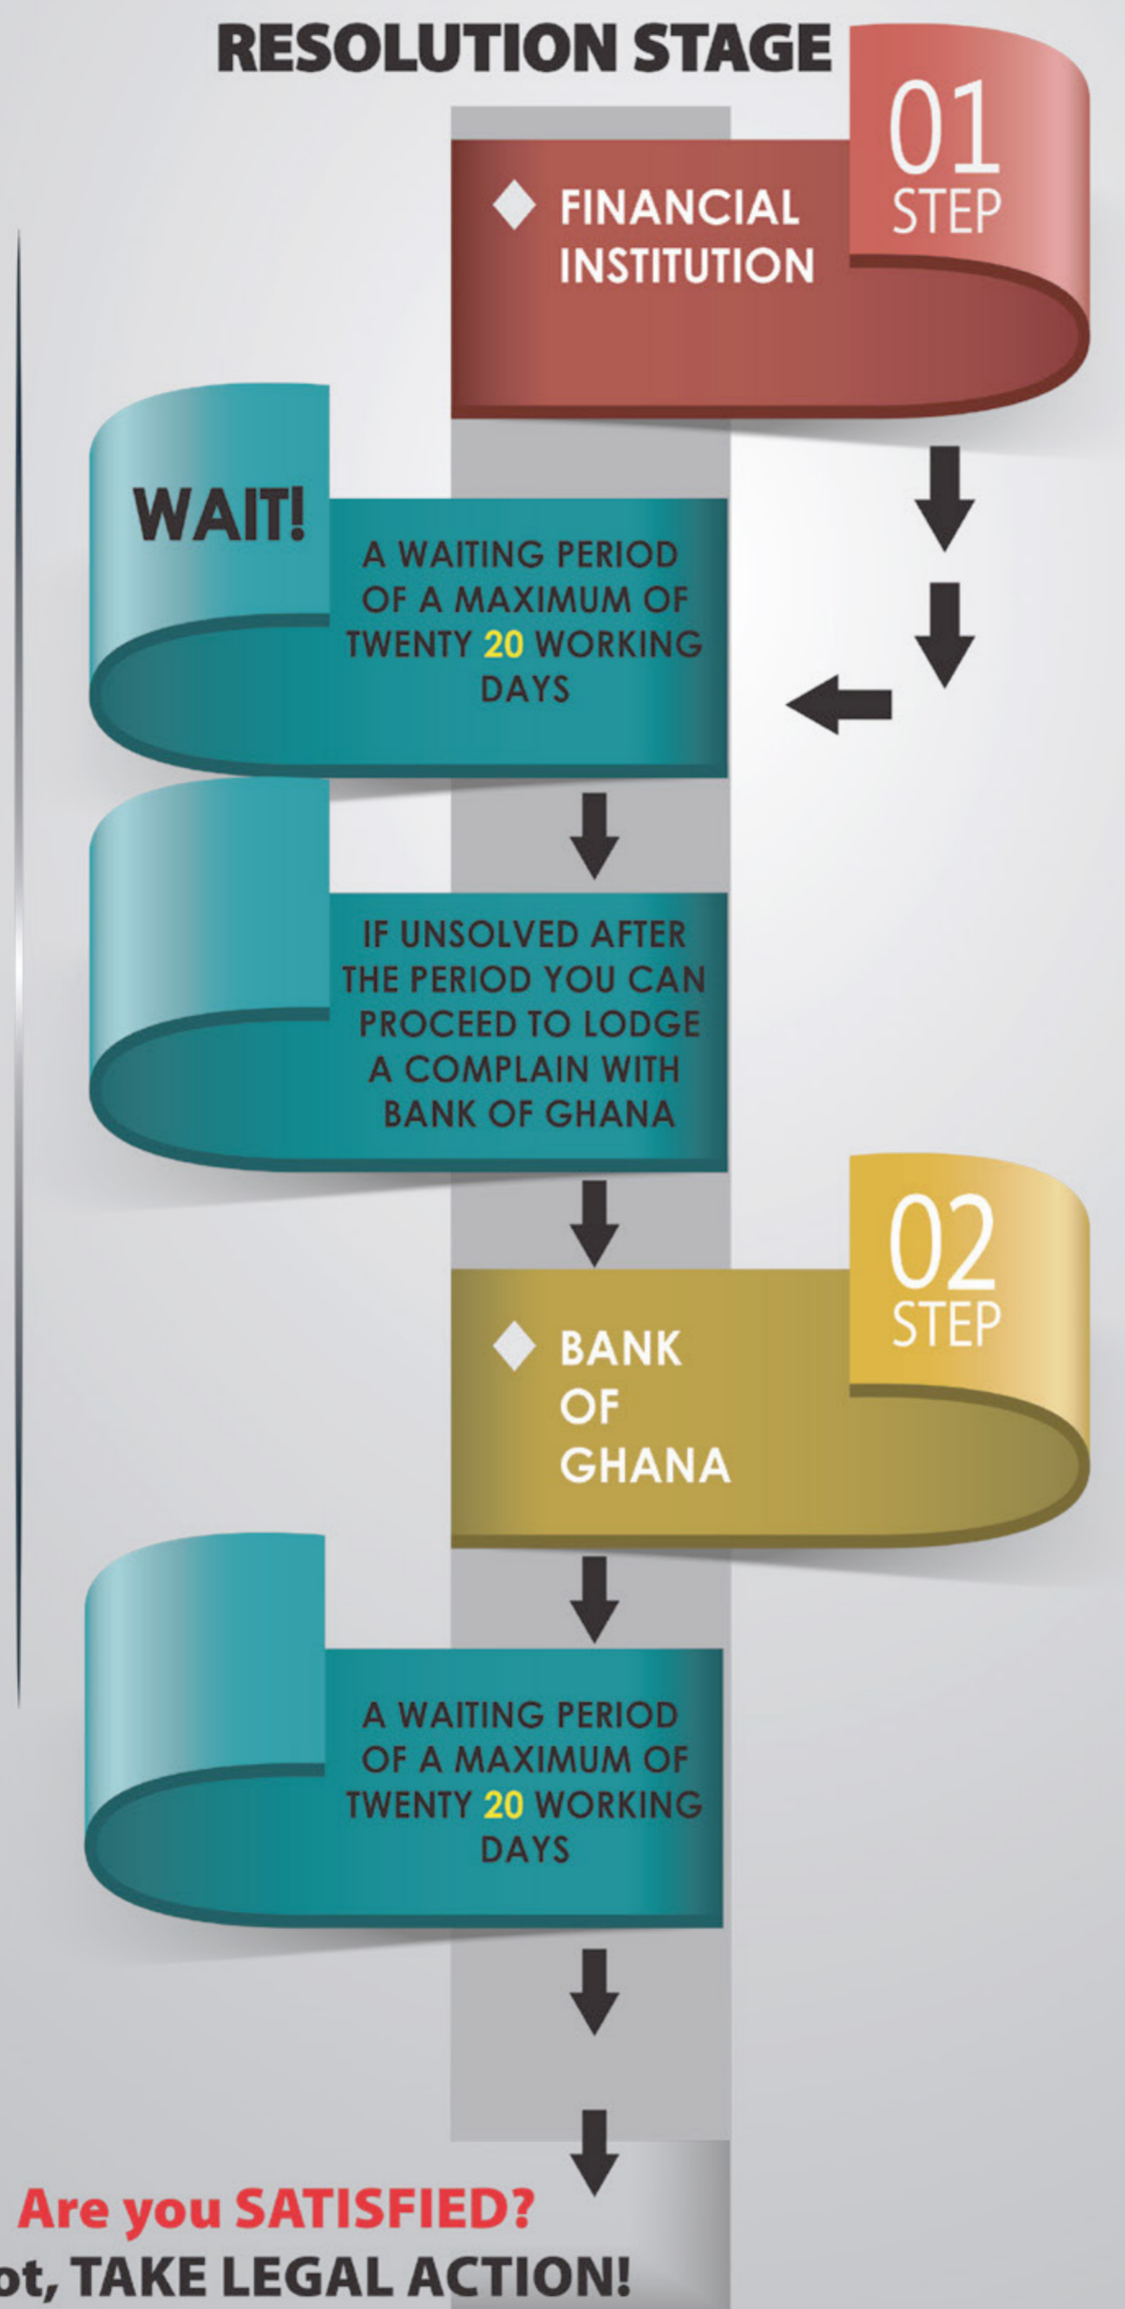 RESOLUTION STAGE
01
STEP
FINANCIAL
INSTITUTION
WAIT!
A WAITING PERIOD
OF A MAXIMUM OF
TWENTY 20 WORKING
DAYS
IF UNSOLVED AFTER
THE PERIOD YOU CAN
PROCEED TO LODGE
A COMPLAIN WITH
BANK OF GHANA
02
STEP
BANK
OF
GHANA
A WAITING PERIOD
OF A MAXIMUM OF
TWENTY 20 WORKING
DAYS
Are you SATISFIED?
ot, TAKE LEGAL ACTION!